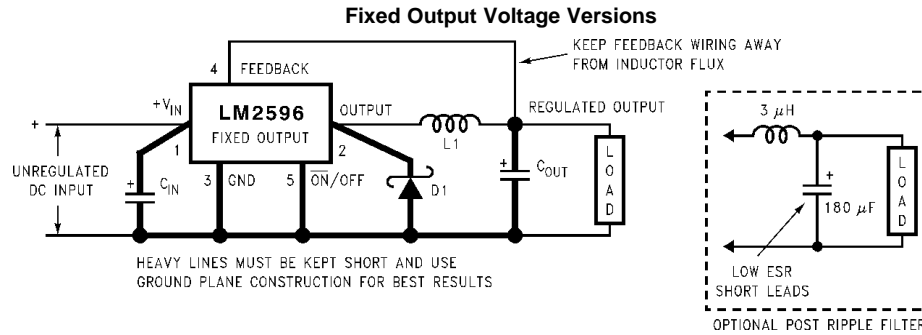 Fixed Output Voltage Versions
KEEP FEEDBACK WIRING AWAY
FROM INDUCTOR FLUX
4 FEEDBACK
+VIN
LM2596
FIXED OUTPUT
OUTPUT
REGULATED OUTPUT
+
1
2
L1
UNREGULATED
DC INPUT
+
CIN
3 GND
5 ON/OFF
D1
+
COUT
LOAD
HEAVY LINES MUST BE KEPT SHORT AND USE
GROUND PLANE CONSTRUCTION FOR BEST RESULTS
3 μH
+
180 μF
LOAD
LOW ESR
SHORT LEADS
OPTIONAL POST RIPPLE FILTER